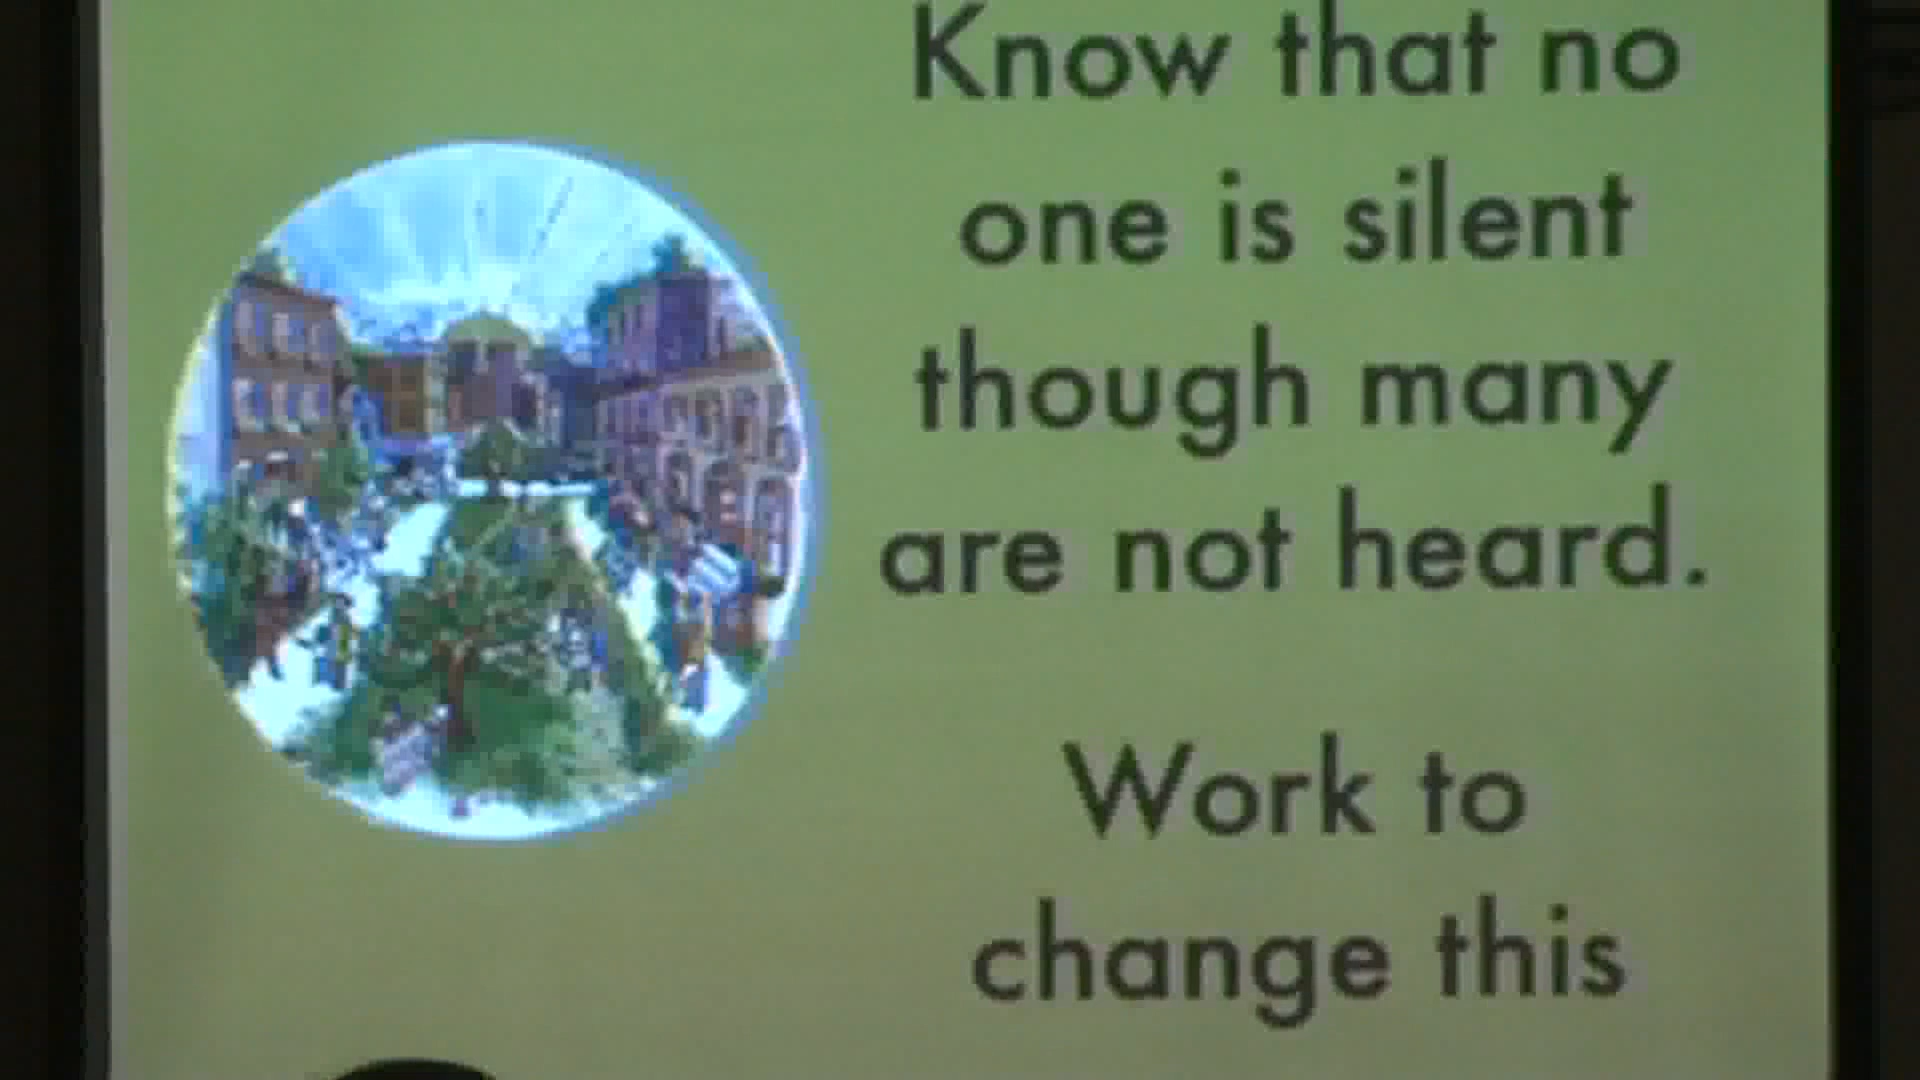 Know that no
one is silent
though many
are not heard.
Work to
change this